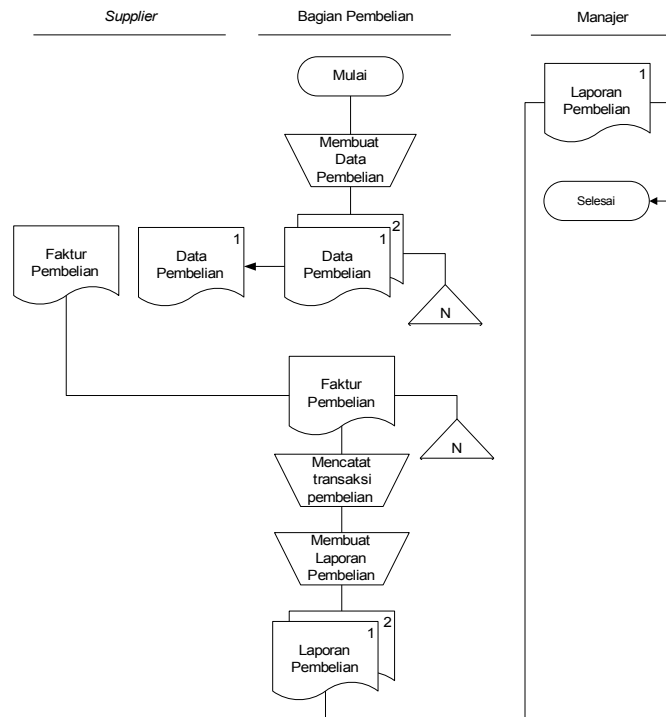 Supplier
Bagian Pembelian
Manajer
Mulai
Membuat
Data
Pembelian
1
Laporan
Pembelian
Selesai
Faktur
Pembelian
1
Data
Pembelian
2
1
Data
Pembelian
N
Faktur
Pembelian
N
Mencatat
transaksi
pembelian
Membuat
Laporan
Pembelian
2
1
Laporan
Pembelian